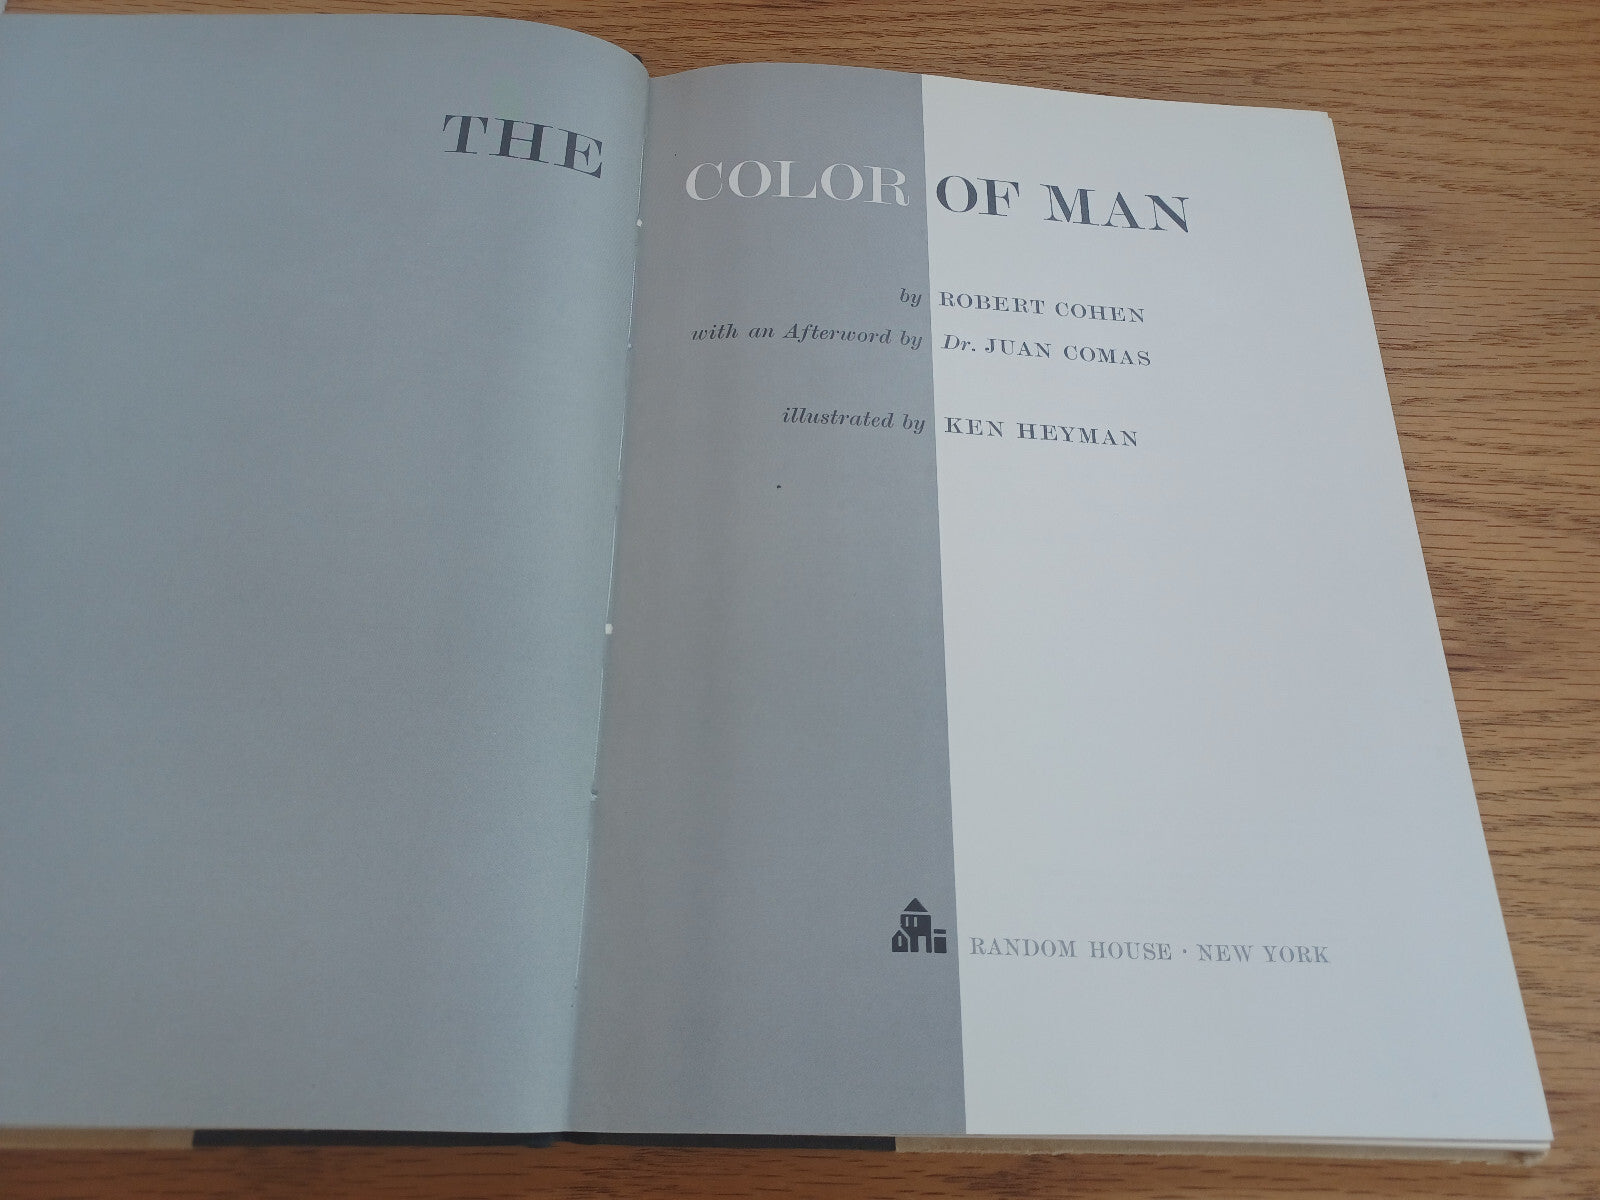 THE COLOR OF MAN
by ROBERT COHEN
with an Afterword by Dr. JUAN COMAS
illustrated by KEN HEYMAN
RANDOM HOUSE · NEW YORK